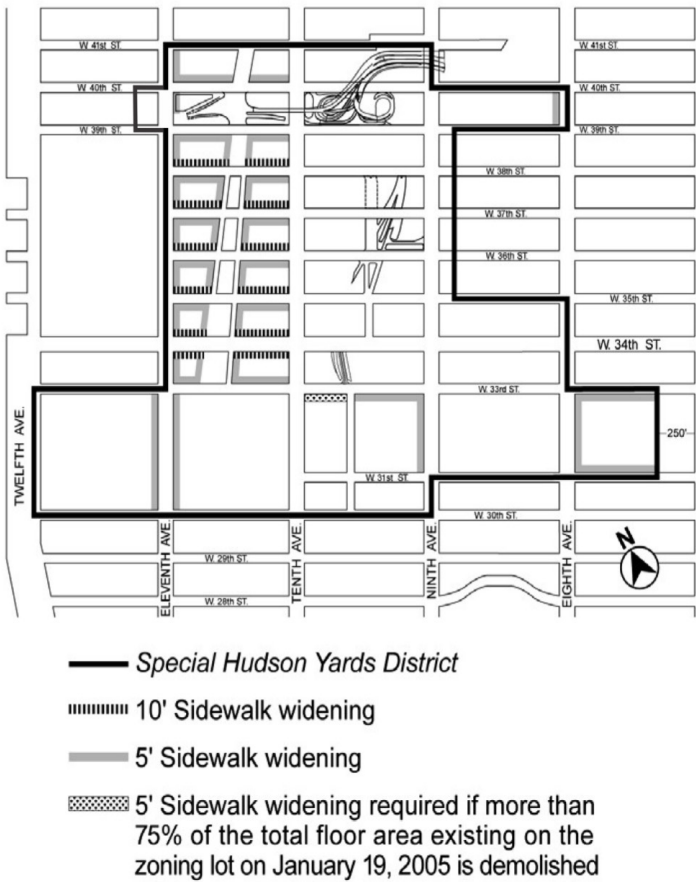 W. 41st ST.
W. 41st ST.
W. 40th ST.
W. 40th ST.
W. 39th ST.
W. 39th ST.
W. 38th ST.
W. 37th ST.
W. 36th ST.
W. 35th ST.
W. 34th ST.
W. 33rd ST.
TWELFTH AVE.
250'
W. 31st ST.
W. 30th ST.
ELEVENTH AVE.
TENTH AVE.
NINTH AVE.
EIGHTH AVE.
N
W. 29th ST.
W. 28th ST.
Special Hudson Yards District
10' Sidewalk widening
5' Sidewalk widening
5' Sidewalk widening required if more than
75% of the total floor area existing on the
zoning lot on January 19, 2005 is demolished